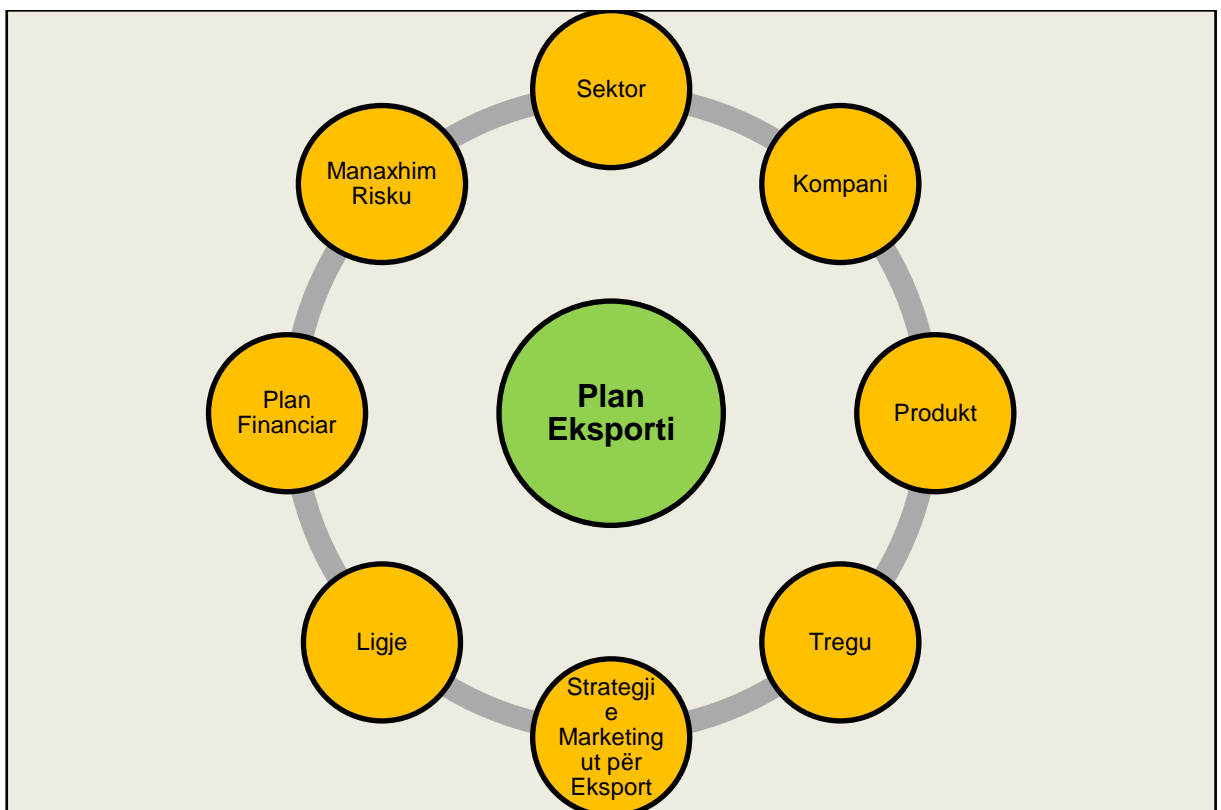 Sektor
Kompani
Produkt
Tregu
Strategji
e
Marketing
ut për
Eksport
Ligje
Plan
Financiar
Manaxhim
Risku
Plan
Eksporti